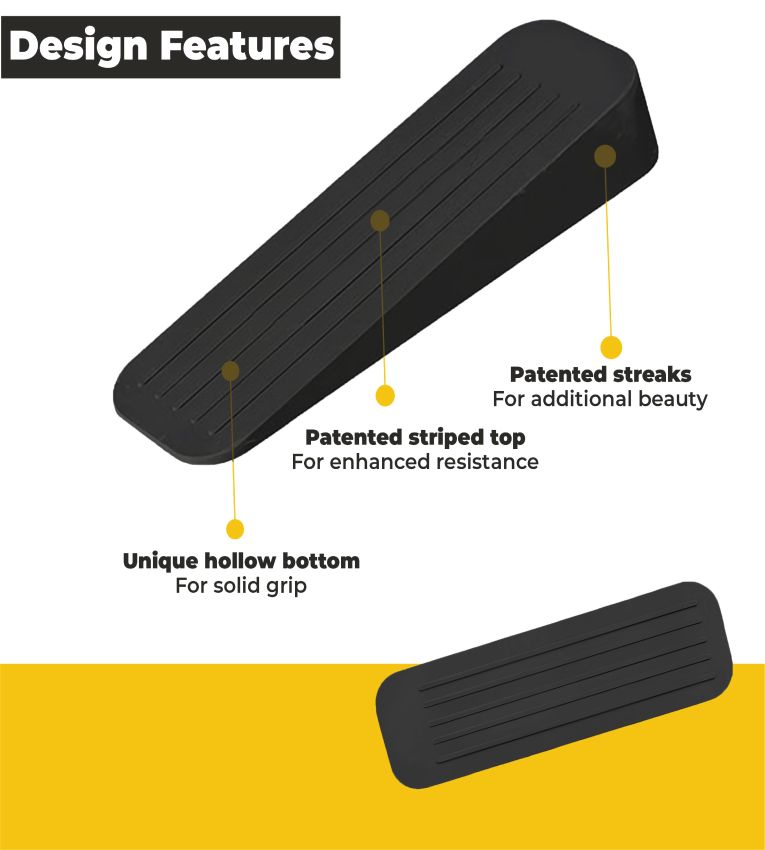 Design Features
Patented streaks
For additional beauty
Patented striped top
For enhanced resistance
Unique hollow bottom
For solid grip